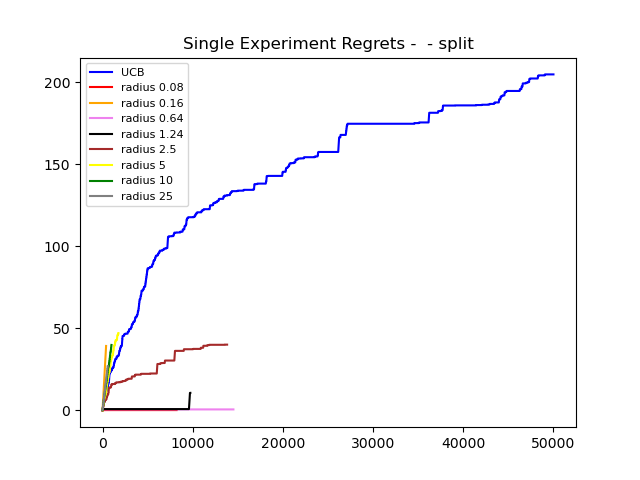 Single Experiment Regrets -  - split
UCB
radius 0.08
radius 0.16
radius 0.64
radius 1.24
radius 2.5
radius 5
radius 10
radius 25
200
150
100
50
0
0 10000 20000 30000 40000 50000